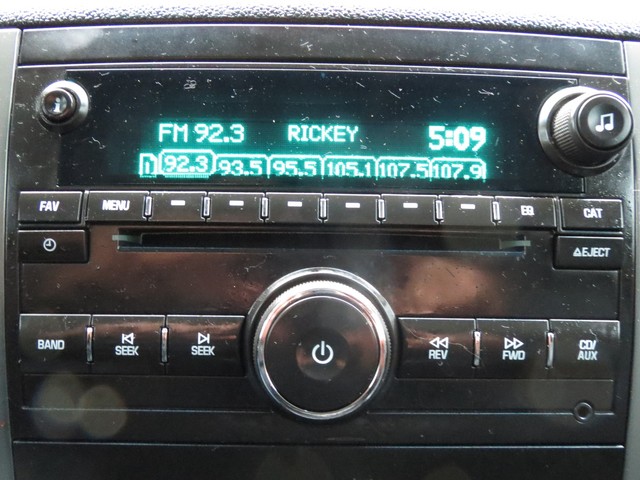 FM 92.3 RICKEY 5:09
1 92.3 93.5 95.5 105.1 107.5 107.9
FAV MENU EQ CAT
EJECT
BAND SEEK SEEK REV FWD CD/AUX